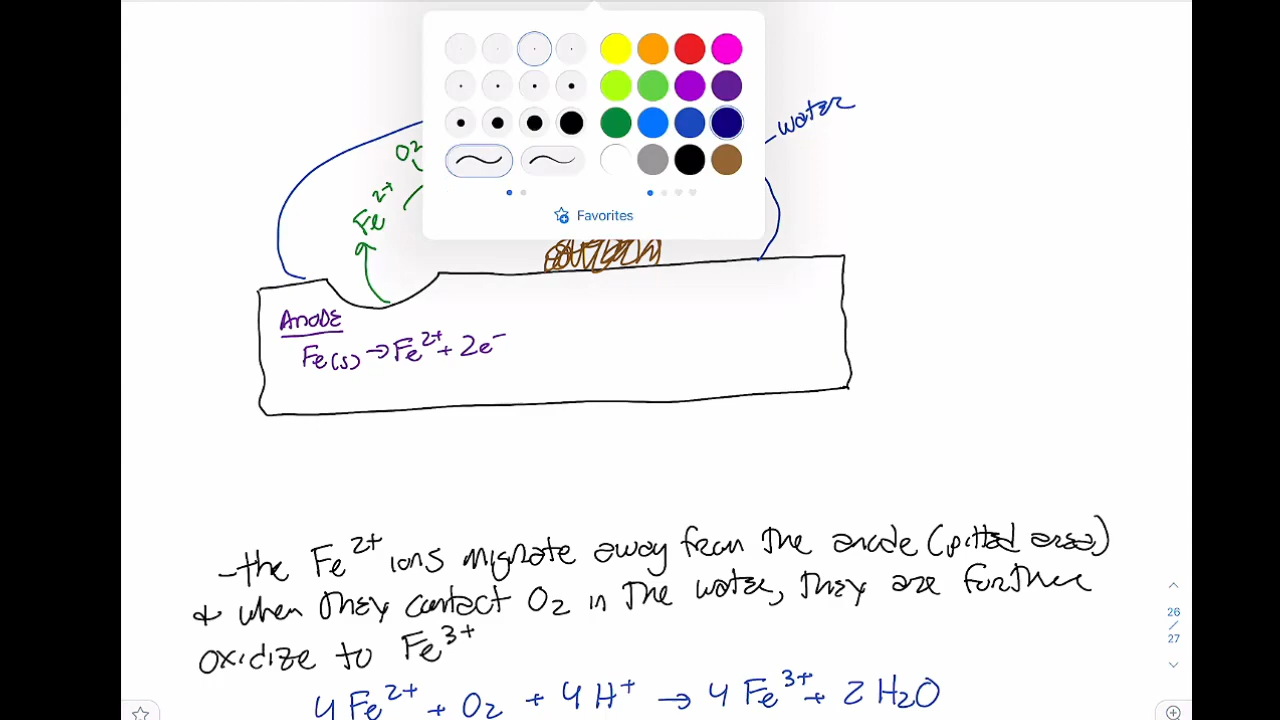 water
O2
Fe2+
Favorites
ANODE
Fe(s) → Fe2+ + 2e-
- the Fe2+ ions migrate away from the anode (pitted area)
& when they contact O2 in the water, they are further
oxidize to Fe3+
4 Fe2+ + O2 + 4 H+ → 4 Fe3+ + 2 H2O
26
/
27